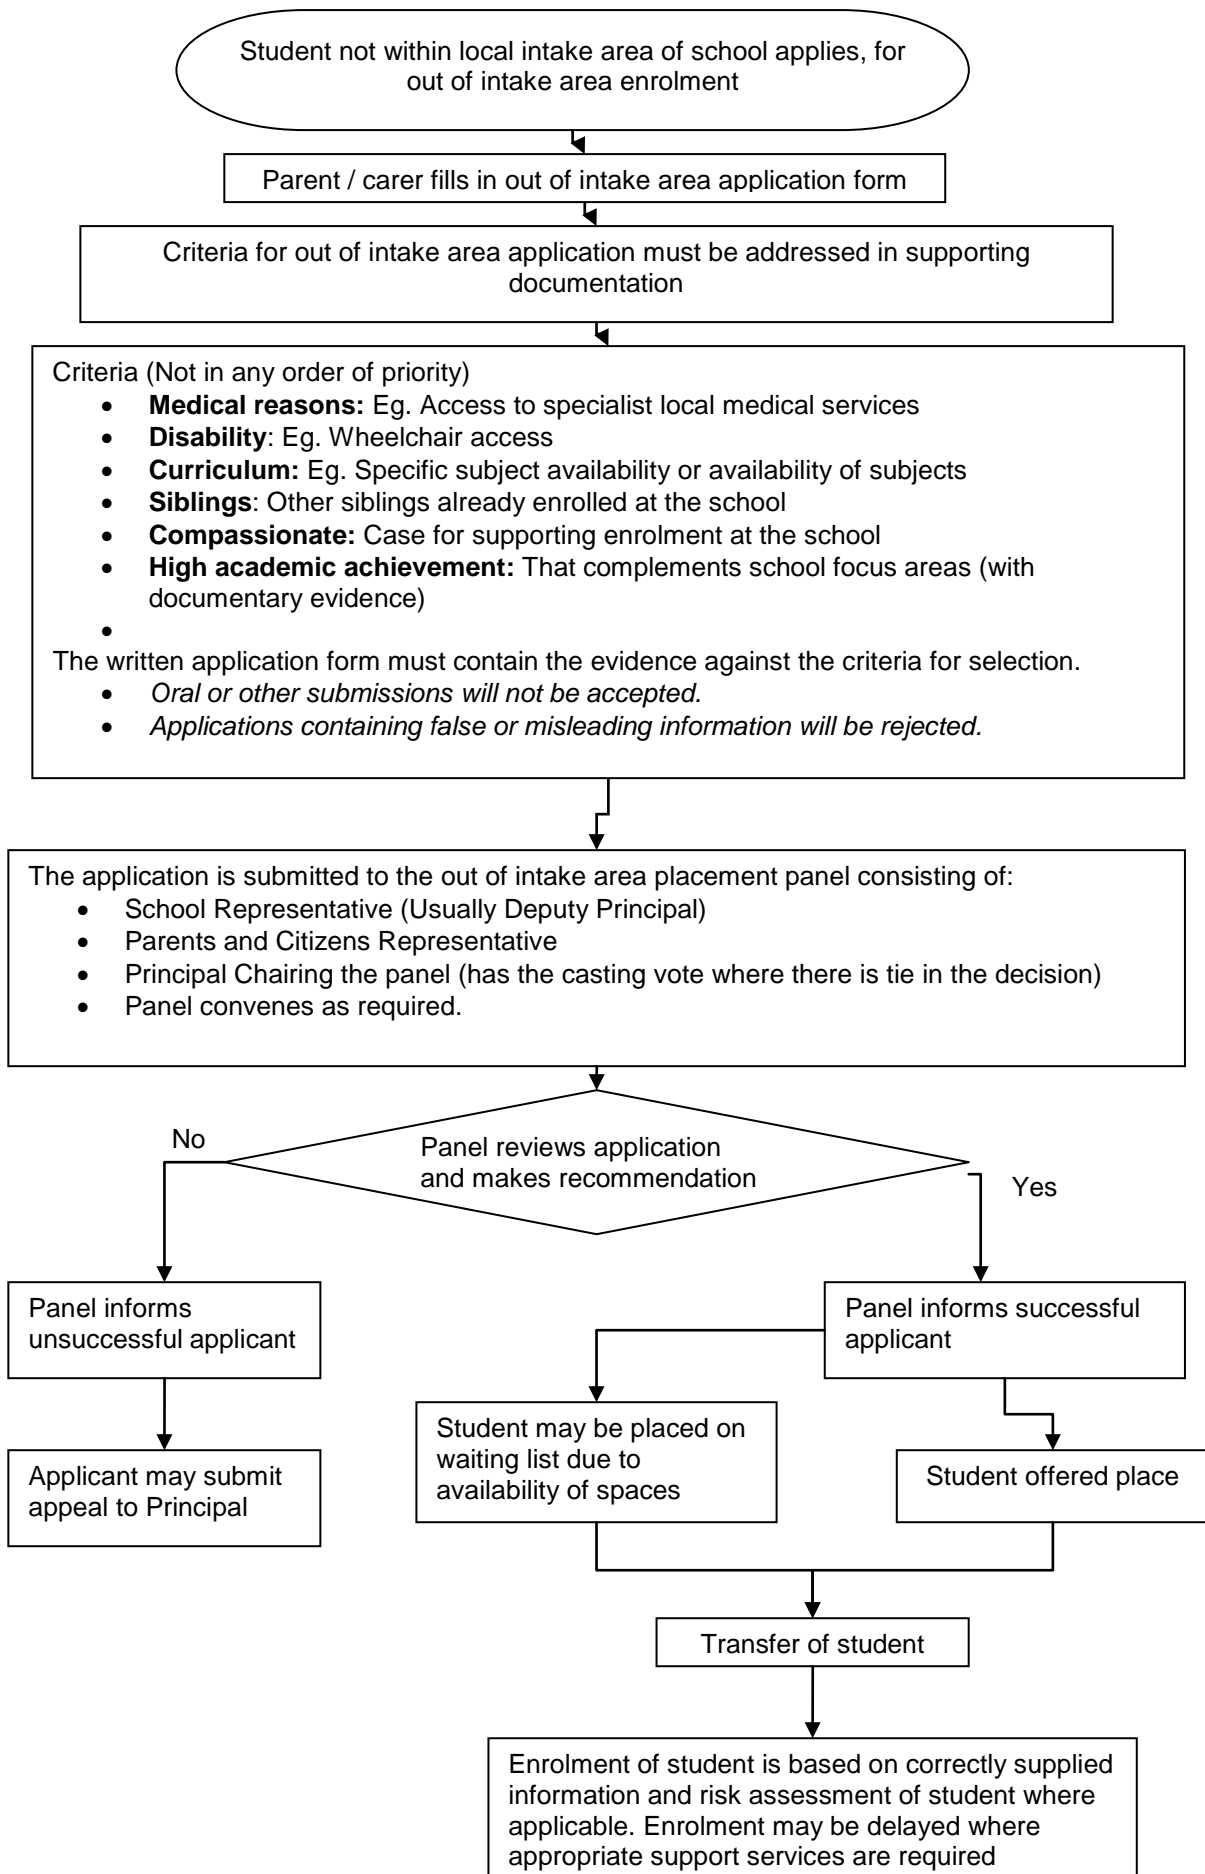 Student not within local intake area of school applies, for
out of intake area enrolment
Parent / carer fills in out of intake area application form
Criteria for out of intake area application must be addressed in supporting
documentation
Criteria (Not in any order of priority)
• Medical reasons: Eg. Access to specialist local medical services
• Disability: Eg. Wheelchair access
• Curriculum: Eg. Specific subject availability or availability of subjects
• Siblings: Other siblings already enrolled at the school
• Compassionate: Case for supporting enrolment at the school
• High academic achievement: That complements school focus areas (with
documentary evidence)
•
The written application form must contain the evidence against the criteria for selection.
• Oral or other submissions will not be accepted.
• Applications containing false or misleading information will be rejected.
The application is submitted to the out of intake area placement panel consisting of:
• School Representative (Usually Deputy Principal)
• Parents and Citizens Representative
• Principal Chairing the panel (has the casting vote where there is tie in the decision)
• Panel convenes as required.
No
Panel reviews application
and makes recommendation
Yes
Panel informs
unsuccessful applicant
Panel informs successful
applicant
Applicant may submit
appeal to Principal
Student may be placed on
waiting list due to
availability of spaces
Student offered place
Transfer of student
Enrolment of student is based on correctly supplied
information and risk assessment of student where
applicable. Enrolment may be delayed where
appropriate support services are required